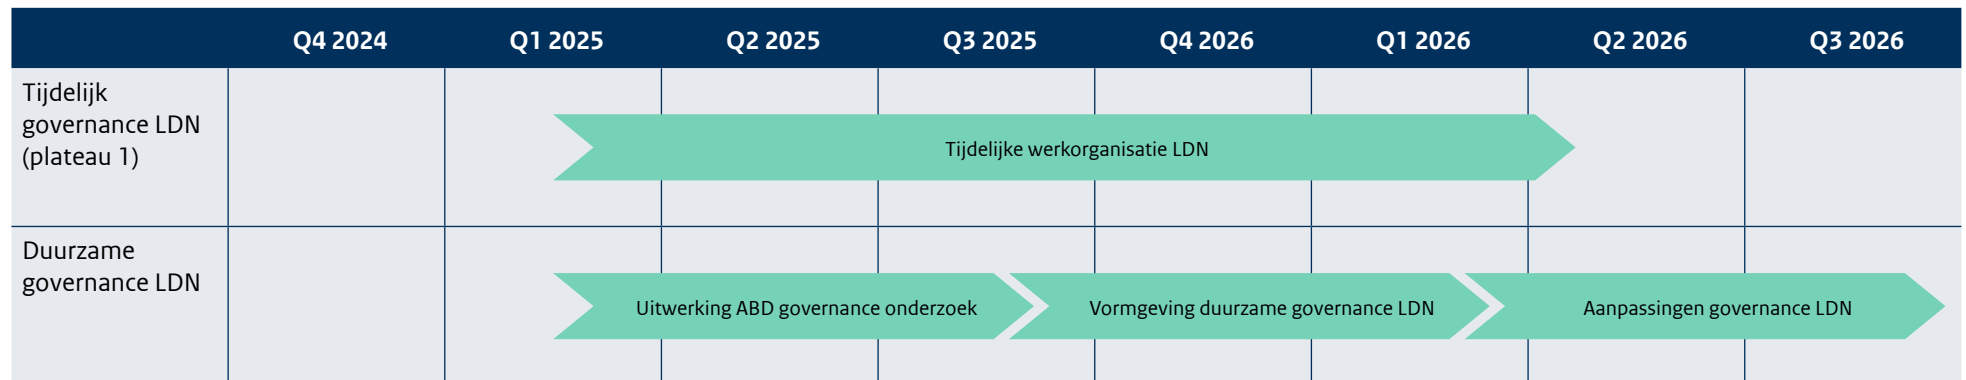 Q4 2024 Q1 2025 Q2 2025 Q3 2025 Q4 2026 Q1 2026 Q2 2026 Q3 2026
Tijdelijk
governance LDN
(plateau 1)
Tijdelijke werkorganisatie LDN
Duurzame
governance LDN
Uitwerking ABD governance onderzoek
Vormgeving duurzame governance LDN
Aanpassingen governance LDN